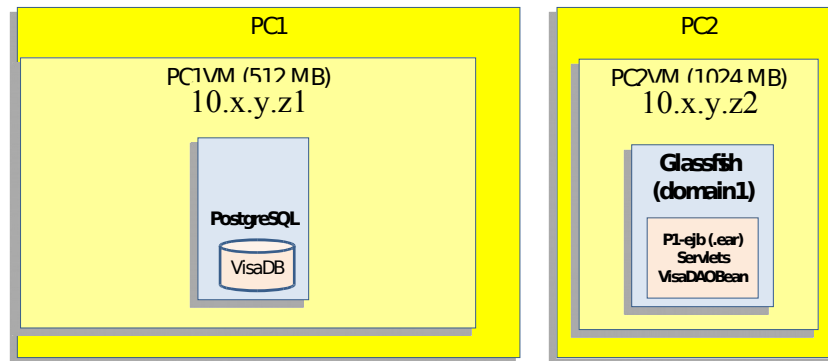 PC1
PC1VM (512 MB)
10.x.y.z1
PostgreSQL
VisaDB
PC2
PC2VM (1024 MB)
10.x.y.z2
Glassfish
(domain1)
P1-ejb (.ear)
Servlets
VisaDAOBean